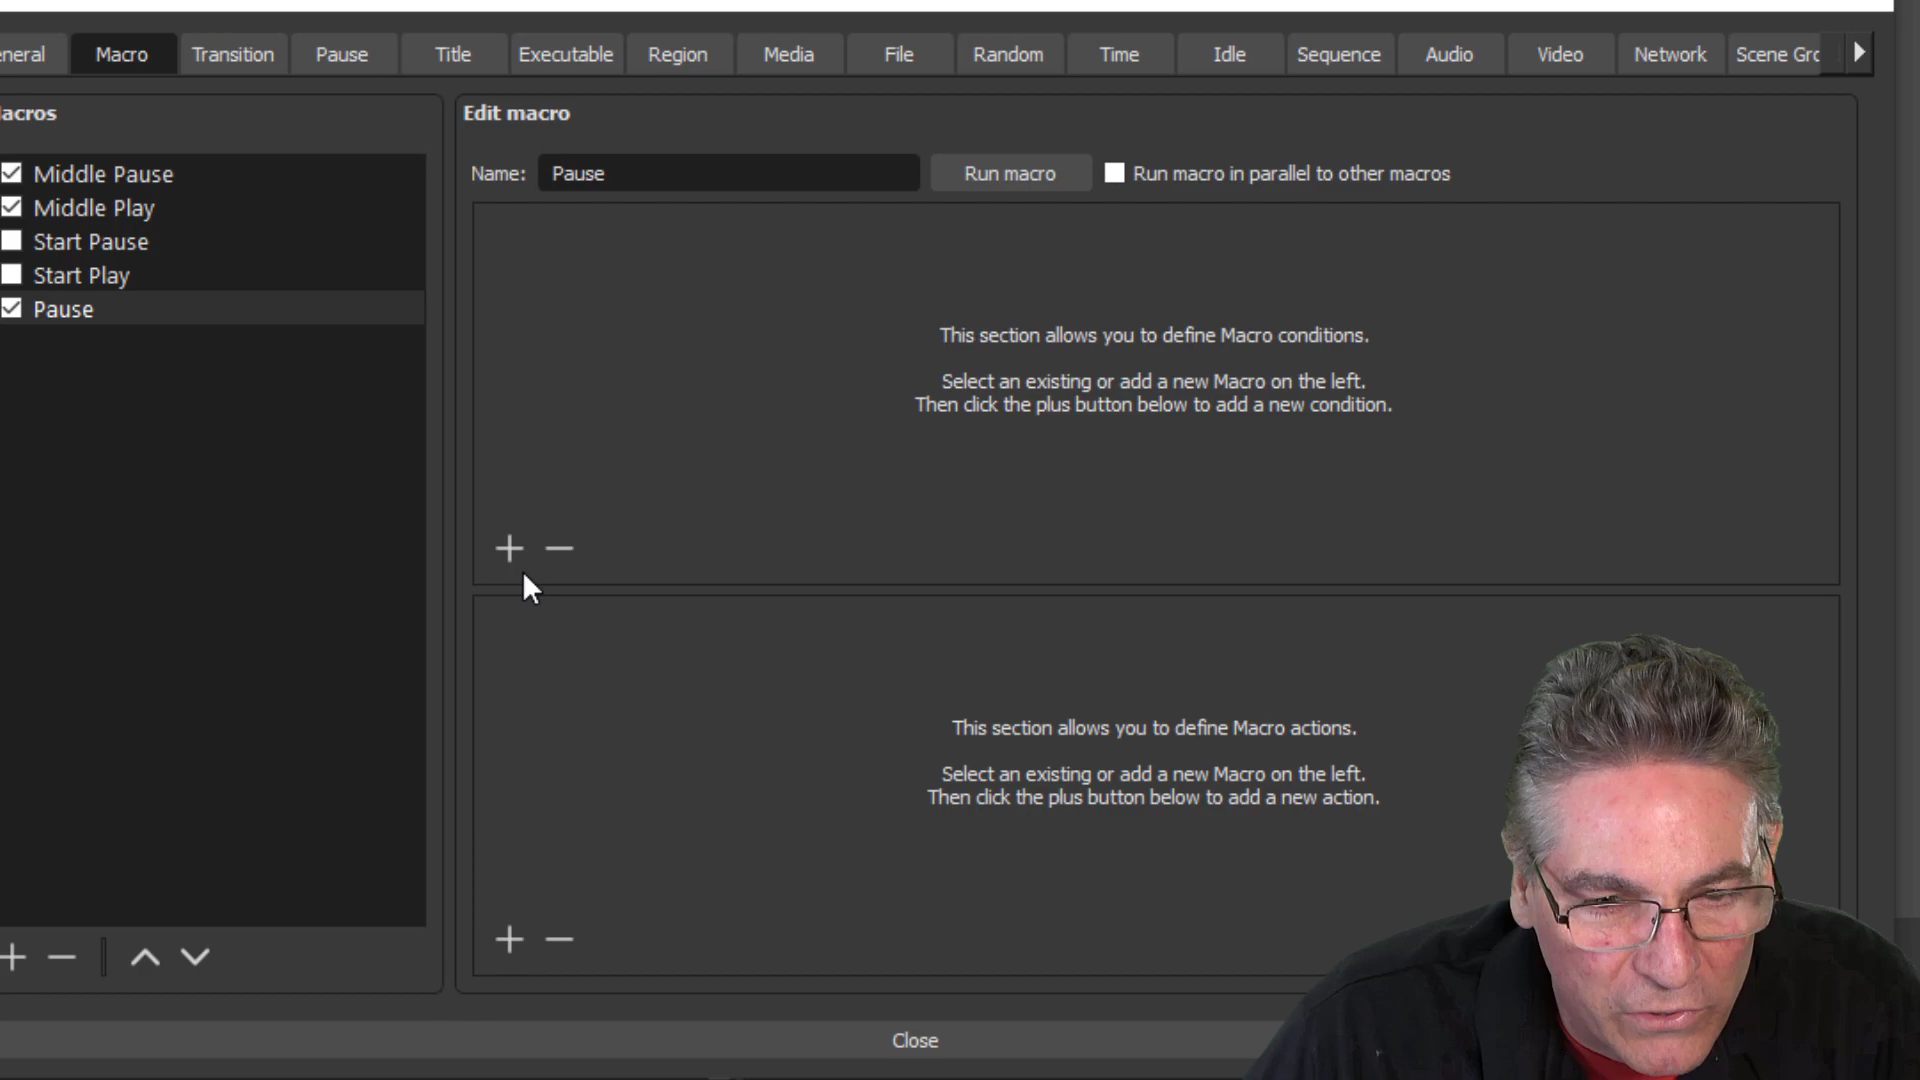 eneral Macro Transition Pause Title Executable Region Media File Random Time Idle Sequence Audio Video Network Scene Grc
acros
Edit macro
Middle Pause
Middle Play
Start Pause
Start Play
Pause
Name: Pause Run macro Run macro in parallel to other macros
This section allows you to define Macro conditions.
Select an existing or add a new Macro on the left.
Then click the plus button below to add a new condition.
This section allows you to define Macro actions.
Select an existing or add a new Macro on the left.
Then click the plus button below to add a new action.
Close